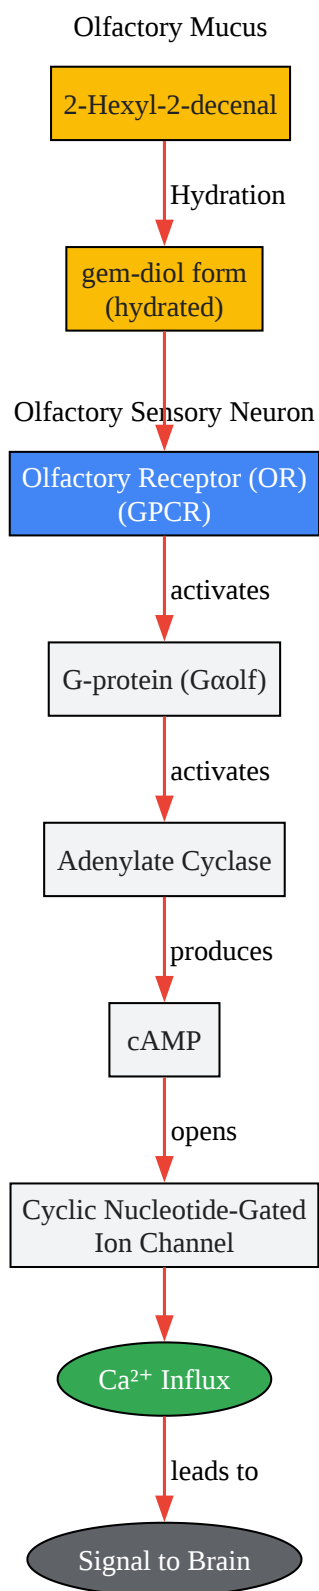 Olfactory Mucus
2-Hexyl-2-decenal
Hydration
gem-diol form
(hydrated)
Olfactory Sensory Neuron
Olfactory Receptor (OR)
(GPCR)
activates
G-protein (Gαolf)
activates
Adenylate Cyclase
produces
cAMP
opens
Cyclic Nucleotide-Gated
Ion Channel
Ca²⁺ Influx
leads to
Signal to Brain